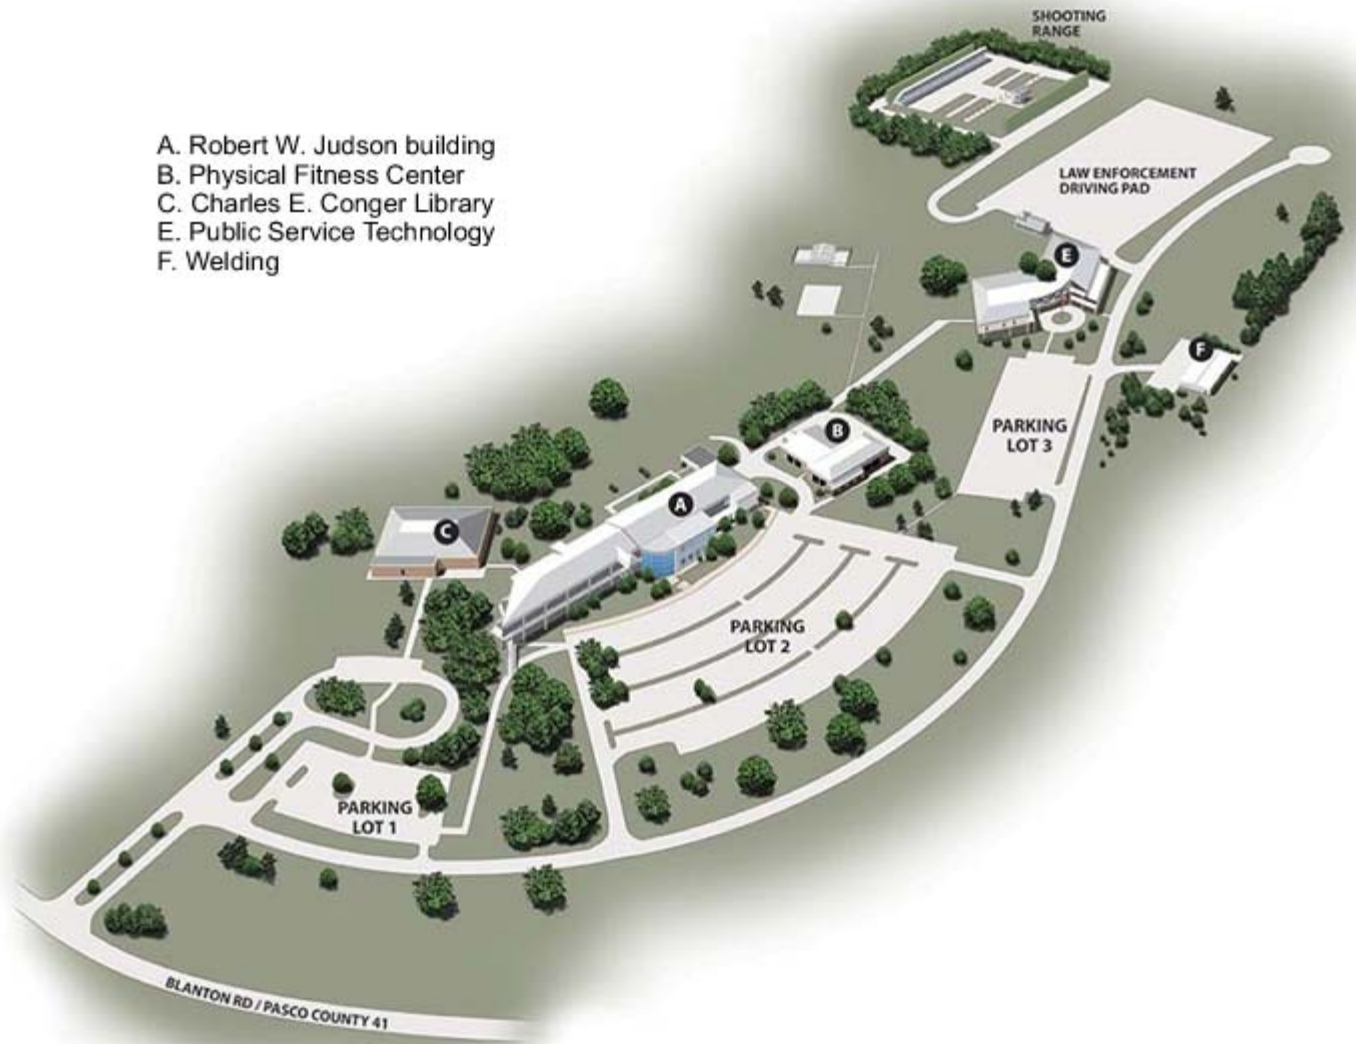 SHOOTING
RANGE
A. Robert W. Judson building
B. Physical Fitness Center
C. Charles E. Conger Library
E. Public Service Technology
F. Welding
LAW ENFORCEMENT
DRIVING PAD
E
F
B
PARKING
LOT 3
A
C
PARKING
LOT 2
PARKING
LOT 1
BLANTON RD / PASCO COUNTY 41